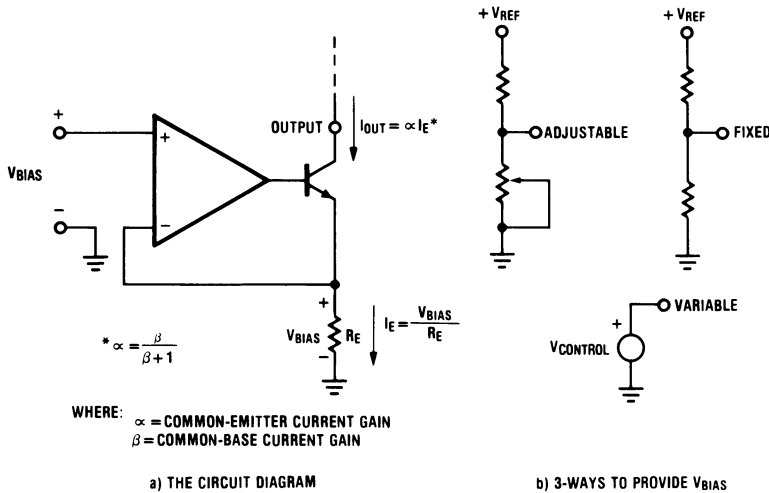 + VREF
+ VREF
+
OUTPUT
IOUT = ∝ IE*
+
ADJUSTABLE
FIXED
VBIAS
−
−
+
VARIABLE
+
VBIAS
RE
IE = VBIAS / RE
VCONTROL
* ∝ = β / β + 1
−
WHERE: ∝ = COMMON-EMITTER CURRENT GAIN
β = COMMON-BASE CURRENT GAIN
a) THE CIRCUIT DIAGRAM
b) 3-WAYS TO PROVIDE VBIAS